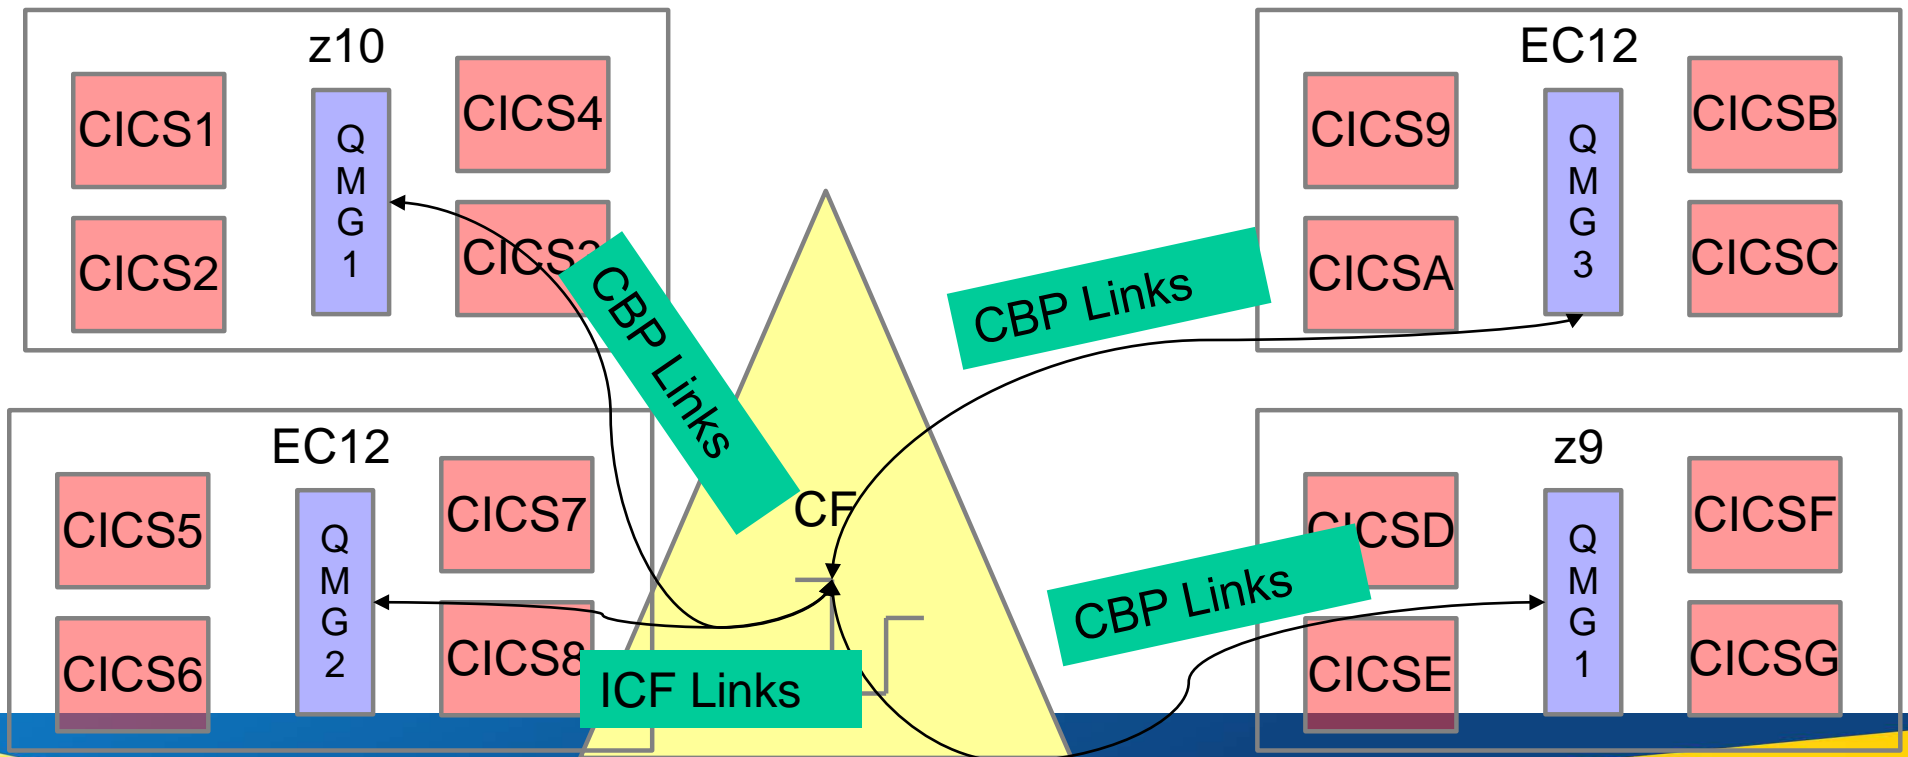 z10
CICS1
CICS2
Q
M
G
1
CICS4
CICS
CBP Links
EC12
CICS9
CICSA
Q
M
G
3
CICSB
CICSC
CBP Links
CF
EC12
CICS5
CICS6
Q
M
G
2
CICS7
CICS8
ICF Links
z9
CICSD
CICSE
Q
M
G
1
CICSF
CICSG
CBP Links